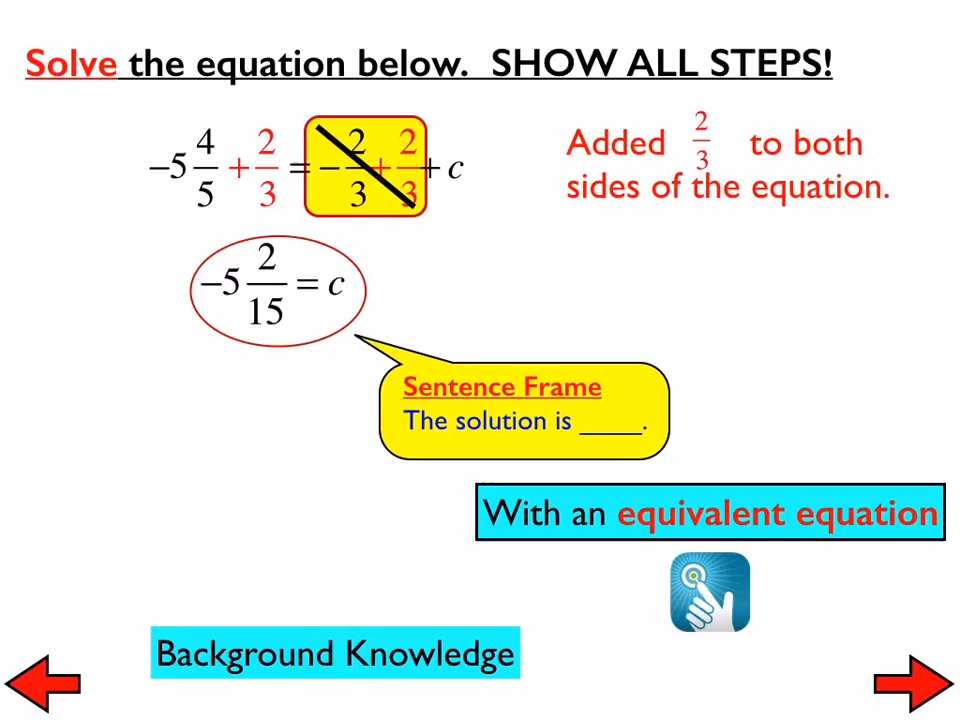 Solve the equation below. SHOW ALL STEPS!
−5 4/5 + 2/3 = − 2/3 + 2/3 + c
Added 2/3 to both
sides of the equation.
−5 2/15 = c
Sentence Frame
The solution is ____.
With an equivalent equation
Background Knowledge